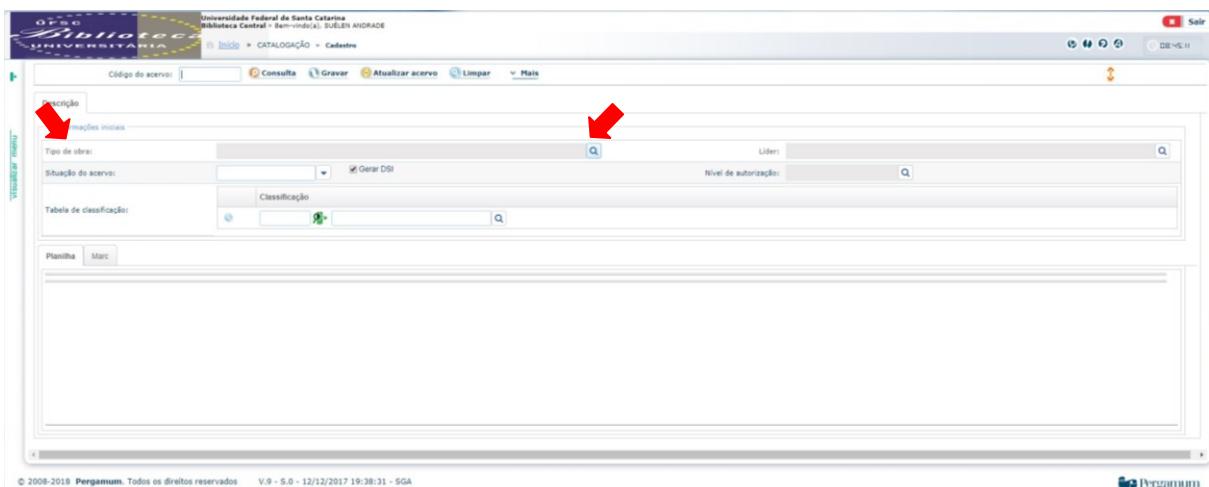 UFSC
Biblioteca
UNIVERSITÁRIA
Universidade Federal de Santa Catarina
Biblioteca Central - Bem-vindo(a), SUÉLEN ANDRADE
Início » CATALOGAÇÃO » Cadastro
Sair
Código do acervo:
Consulta Gravar Atualizar acervo Limpar Mais
visualizar menu
Descrição
iniciais
Tipo de obra:
Líder:
Situação do acervo:
Gerar DSI
Nível de autorização:
Tabela de classificação:
Classificação
Planilha Marc
© 2008-2018 Pergamum. Todos os direitos reservados V.9 - S.0 - 12/12/2017 19:38:31 - SGA
Pergamum